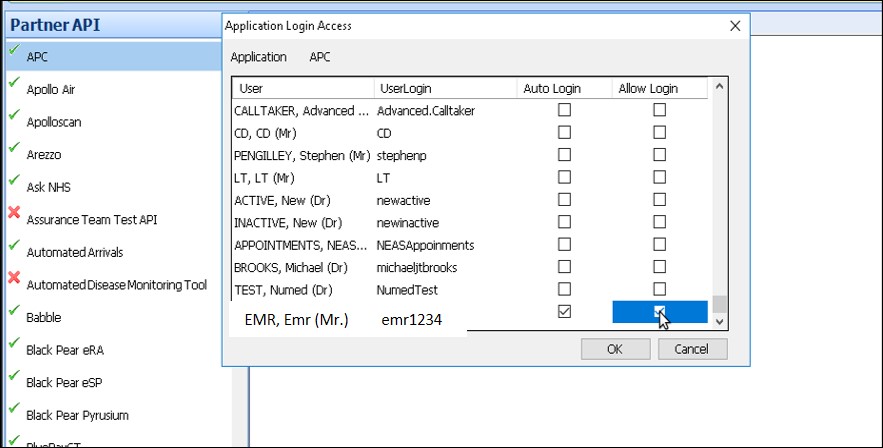 Partner API
APC
Apollo Air
Apolloscan
Arezzo
Ask NHS
Assurance Team Test API
Automated Arrivals
Automated Disease Monitoring Tool
Babble
Black Pear eRA
Black Pear eSP
Black Pear Pyrusium
Application Login Access
Application APC
User UserLogin Auto Login Allow Login
CALLTAKER, Advanced ... Advanced.Calltaker
CD, CD (Mr) CD
PENGILLEY, Stephen (Mr) stephenp
LT, LT (Mr) LT
ACTIVE, New (Dr) newactive
INACTIVE, New (Dr) newinactive
APPOINTMENTS, NEAS... NEASAppoinments
BROOKS, Michael (Dr) michaeljtbrooks
TEST, Numed (Dr) NumedTest
EMR, Emr (Mr.) emr1234
OK Cancel